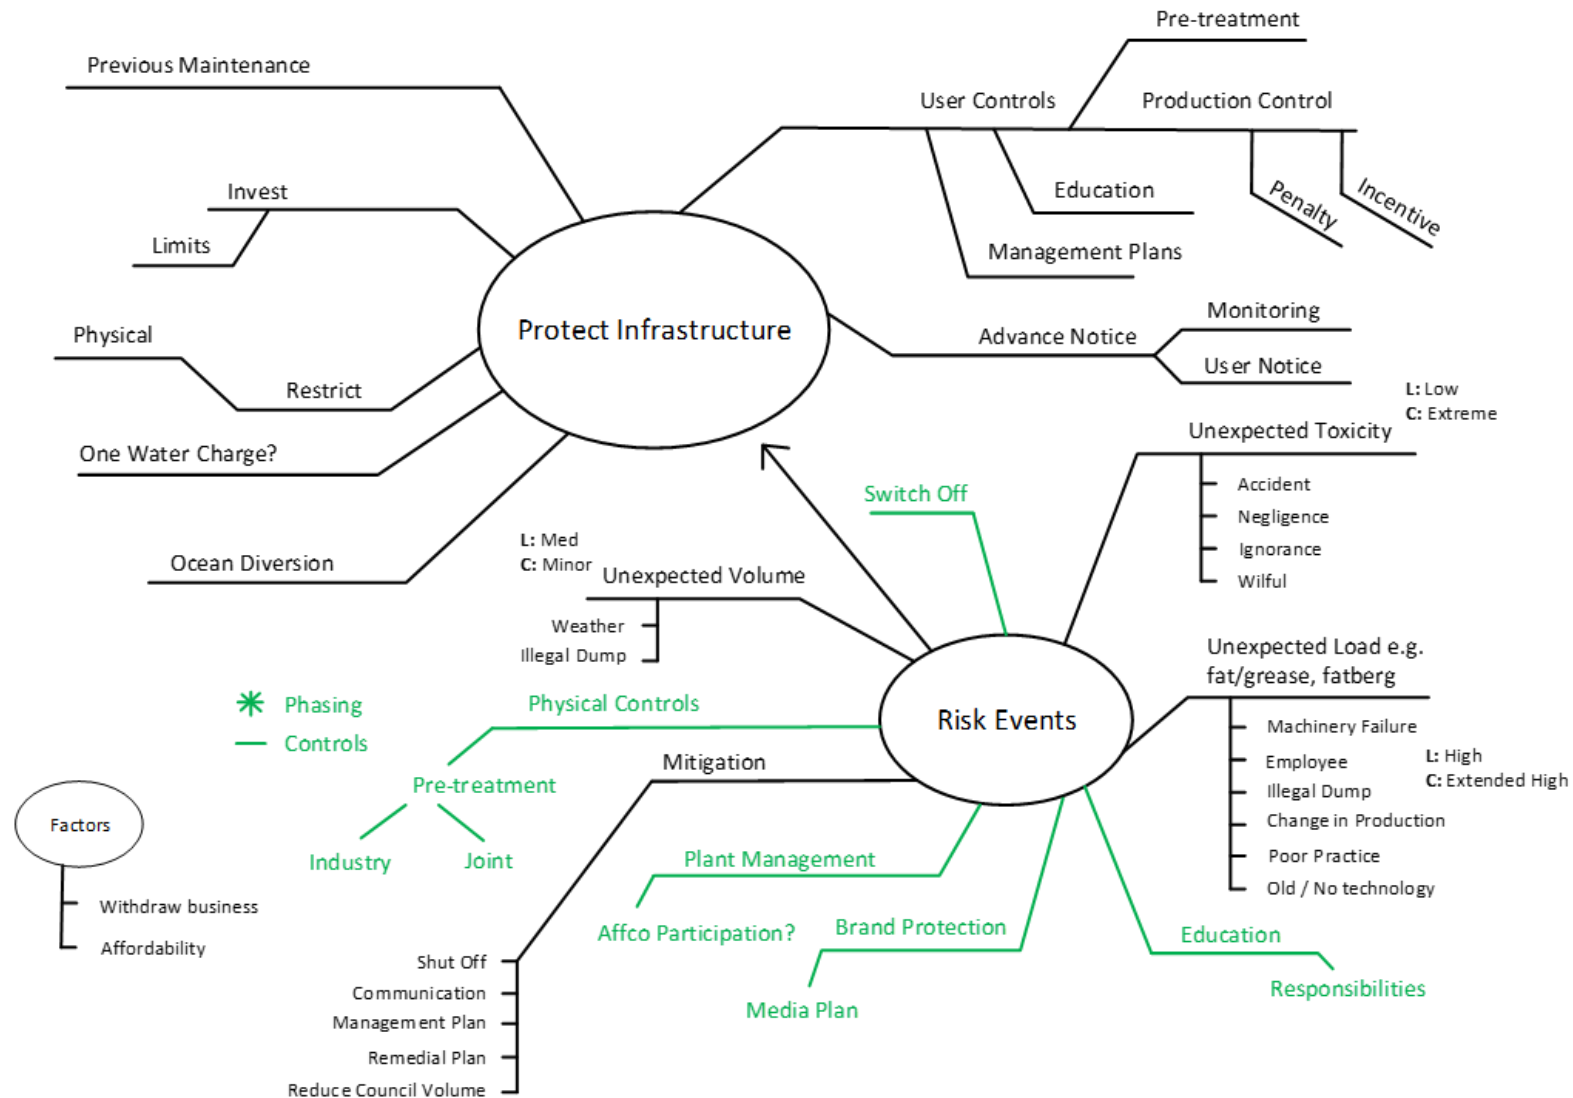 Pre-treatment
Previous Maintenance
User Controls
Production Control
Invest
Education
Penalty
Incentive
Limits
Management Plans
Physical
Protect Infrastructure
Monitoring
Advance Notice
User Notice
Restrict
L: Low
C: Extreme
One Water Charge?
Unexpected Toxicity
Accident
Negligence
Ignorance
Wilful
Switch Off
Ocean Diversion
L: Med
C: Minor
Unexpected Volume
Weather
Illegal Dump
Unexpected Load e.g.
fat/grease, fatberg
Machinery Failure
Employee
Illegal Dump
Change in Production
Poor Practice
Old / No technology
L: High
C: Extended High
Risk Events
Phasing
Controls
Physical Controls
Pre-treatment
Industry
Joint
Mitigation
Shut Off
Communication
Management Plan
Remedial Plan
Reduce Council Volume
Factors
Withdraw business
Affordability
Plant Management
Affco Participation?
Brand Protection
Media Plan
Education
Responsibilities